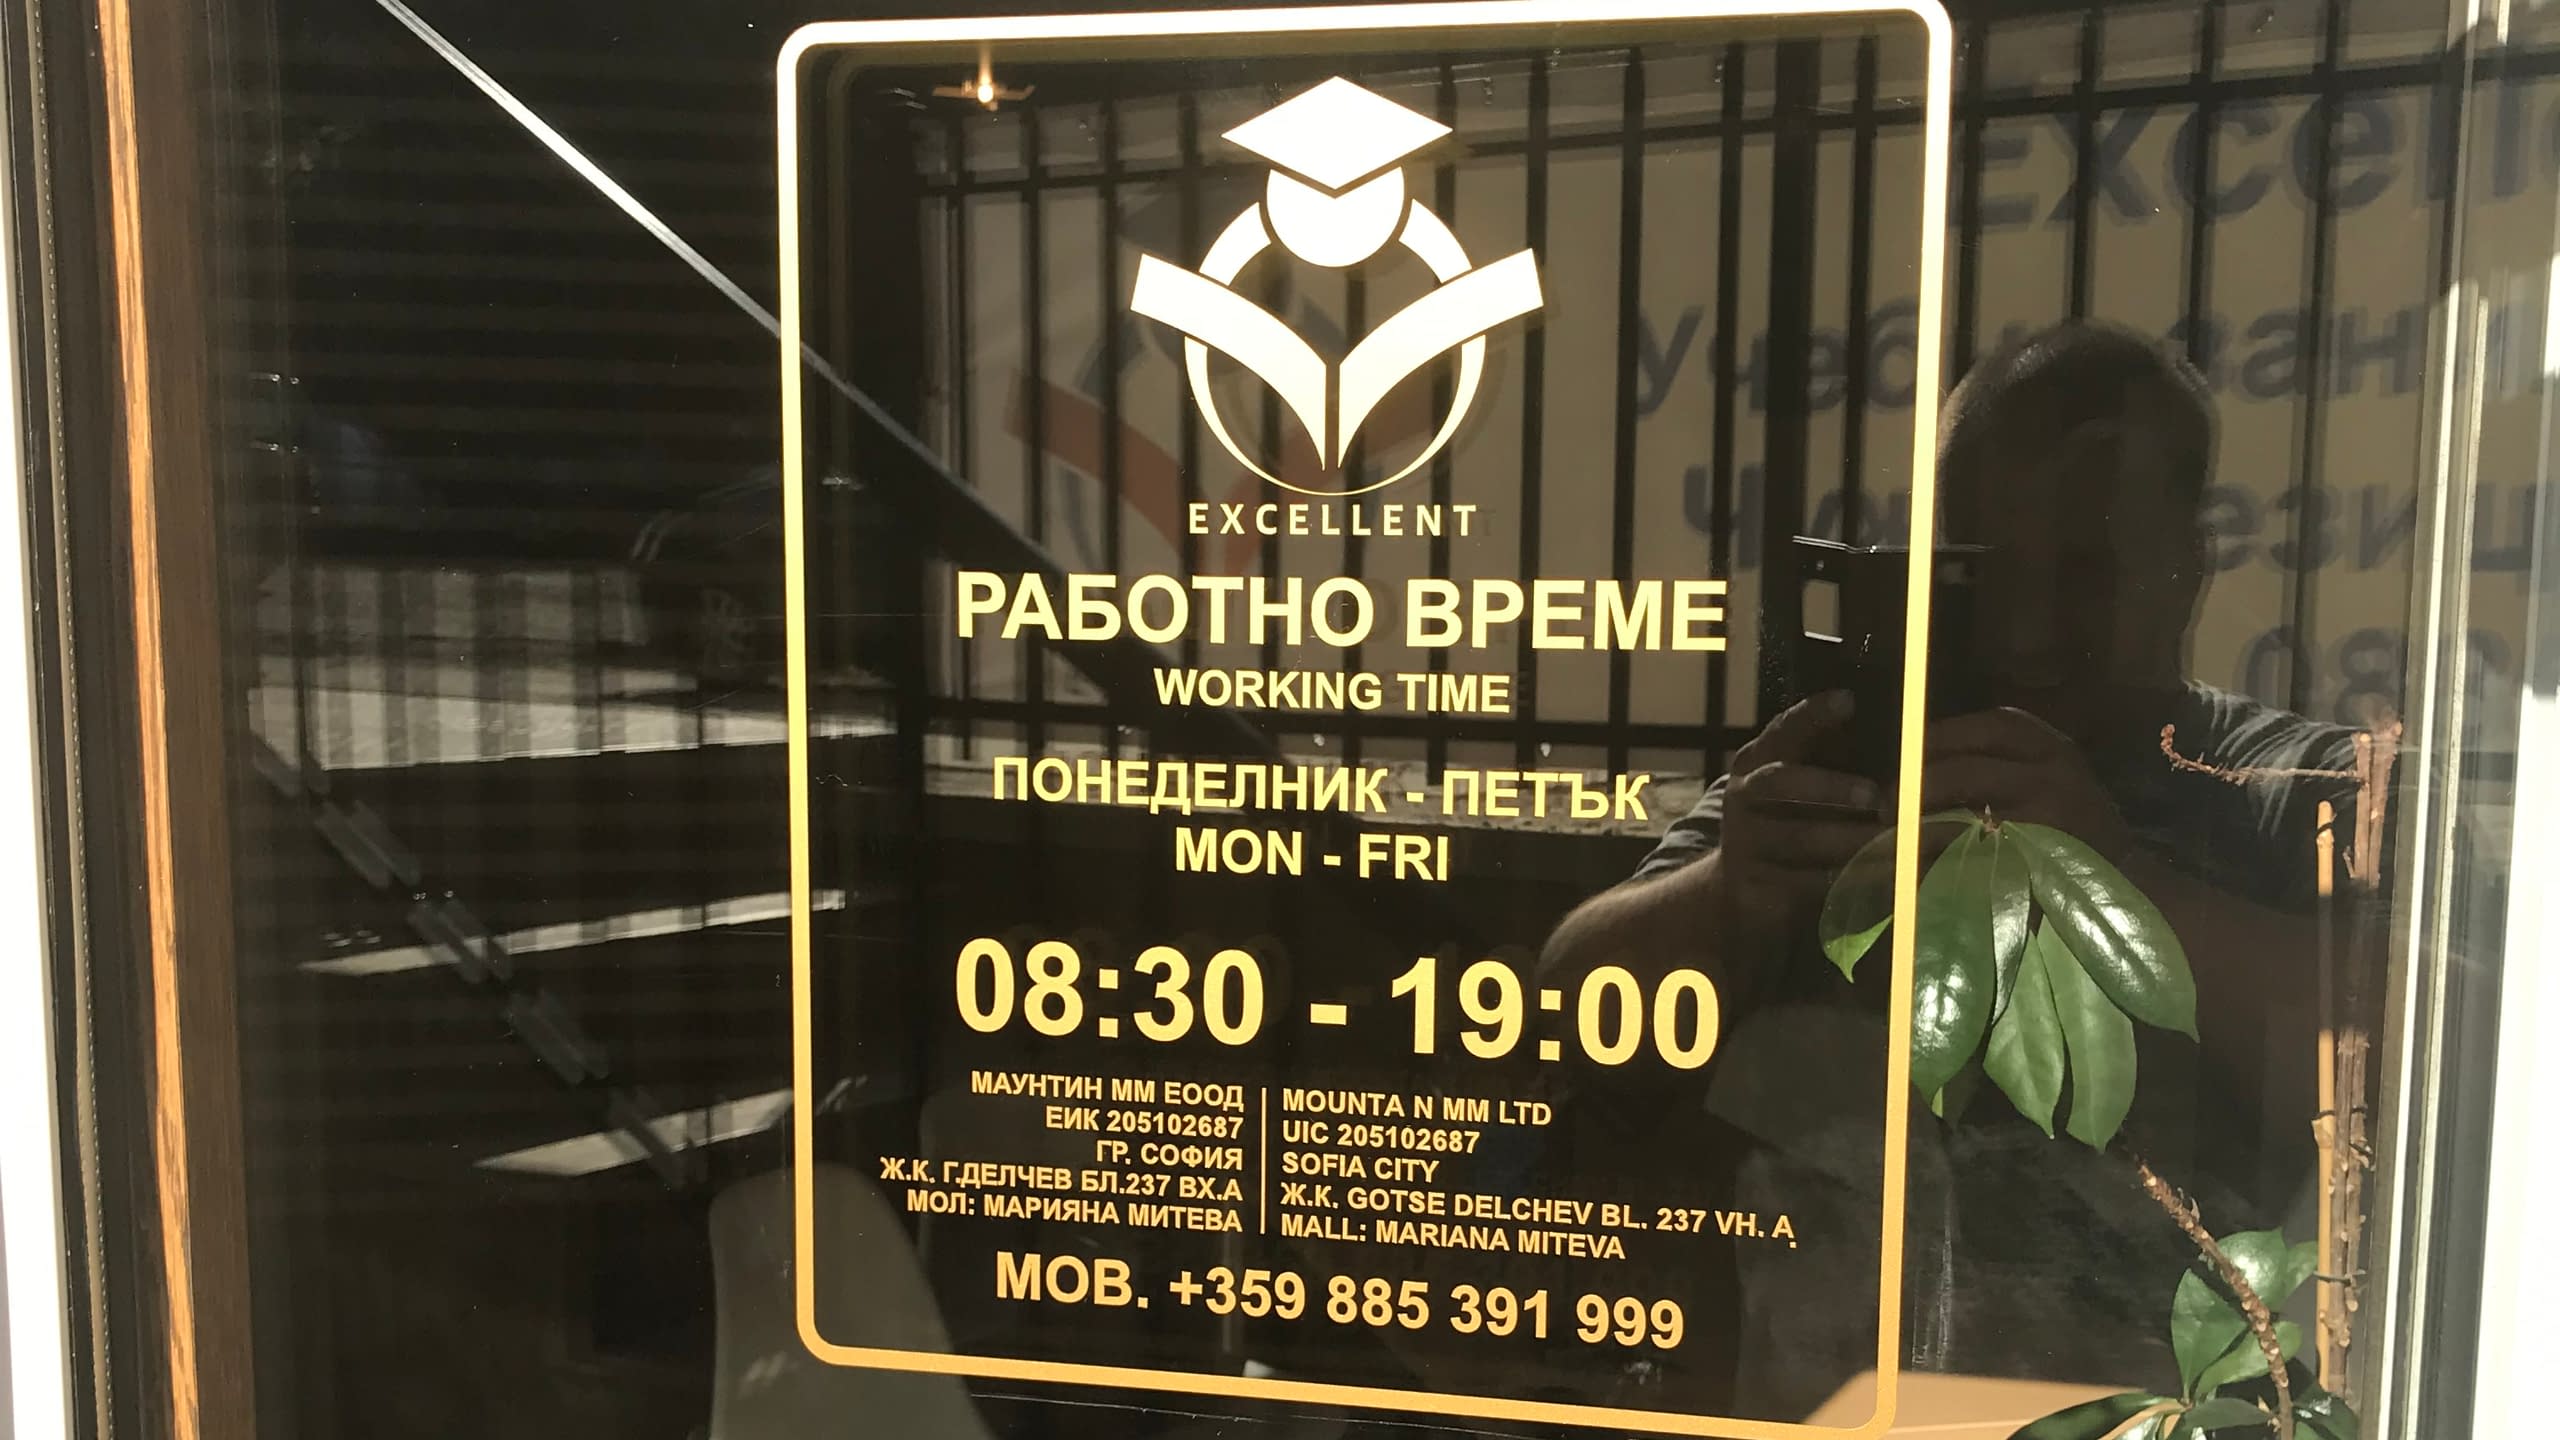 EXCELLENT
РАБОТНО ВРЕМЕ
WORKING TIME
ПОНЕДЕЛНИК - ПЕТЪК
MON - FRI
08:30 - 19:00
МАУНТИН ММ ЕООД
ЕИК 205102687
ГР. СОФИЯ
Ж.К. Г.ДЕЛЧЕВ БЛ.237 ВХ.А
МОЛ: МАРИЯНА МИТЕВА
MOUNTA N MM LTD
UIC 205102687
SOFIA CITY
Ж.К. GOTSE DELCHEV BL. 237 VH. A.
MALL: MARIANA MITEVA
МОВ. +359 885 391 999